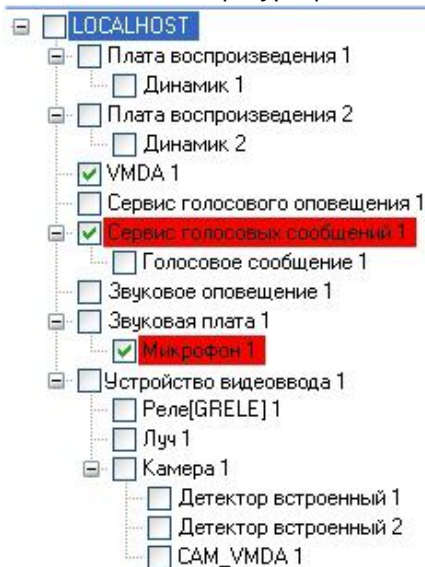 LOCALHOST
Плата воспроизведения 1
Динамик 1
Плата воспроизведения 2
Динамик 2
VMDA 1
Сервис голосового оповещения 1
Сервис голосовых сообщений 1
Голосовое сообщение 1
Звуковое оповещение 1
Звуковая плата 1
Микрофон 1
Устройство видеоввода 1
Реле[GRELE] 1
Луч 1
Камера 1
Детектор встроенный 1
Детектор встроенный 2
CAM_VMDA 1